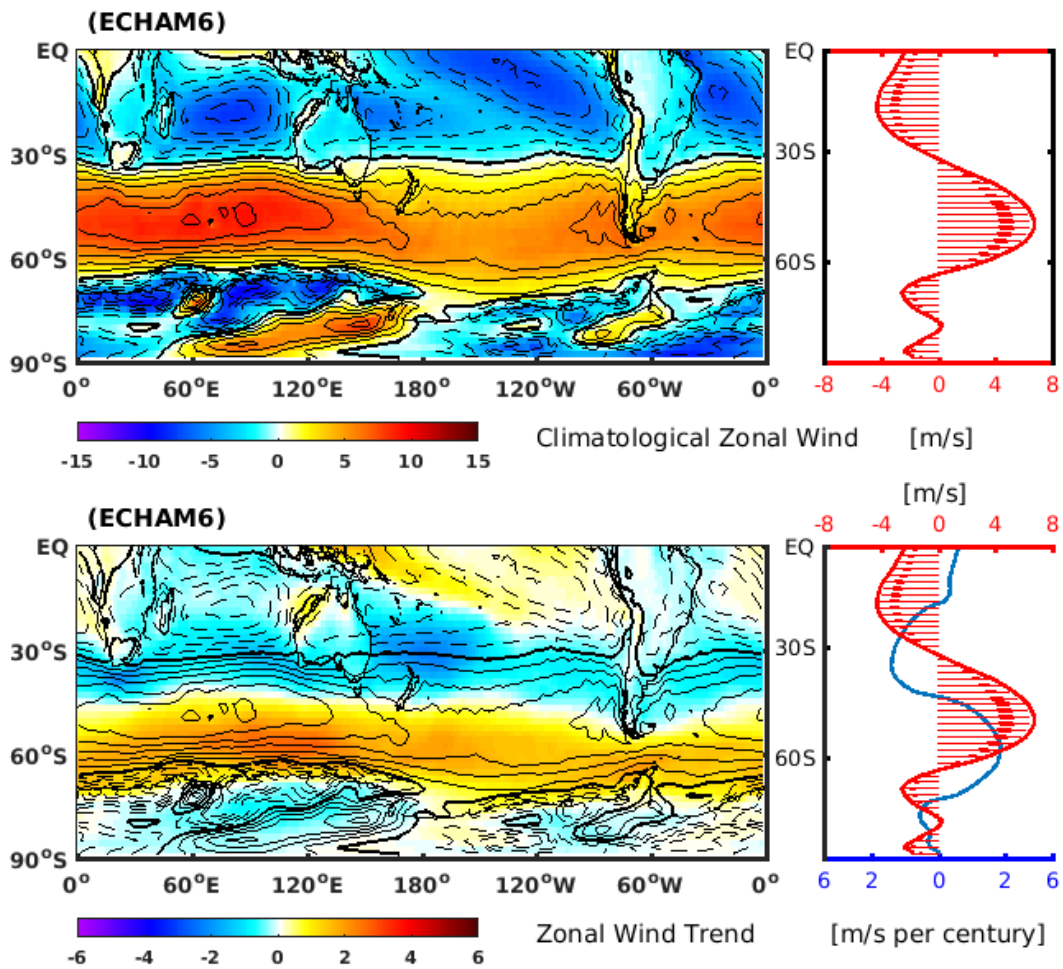 (ECHAM6)
EQ
30°S
60°S
90°S
0° 60°E 120°E 180° 120°W 60°W 0°
EQ
30S
60S
-8 -4 0 4 8
-15 -10 -5 0 5 10 15
Climatological Zonal Wind [m/s]
(ECHAM6)
EQ
30°S
60°S
90°S
0° 60°E 120°E 180° 120°W 60°W 0°
[m/s]
-8 -4 0 4 8
EQ
30S
60S
6 2 0 2 6
-6 -4 -2 0 2 4 6
Zonal Wind Trend [m/s per century]